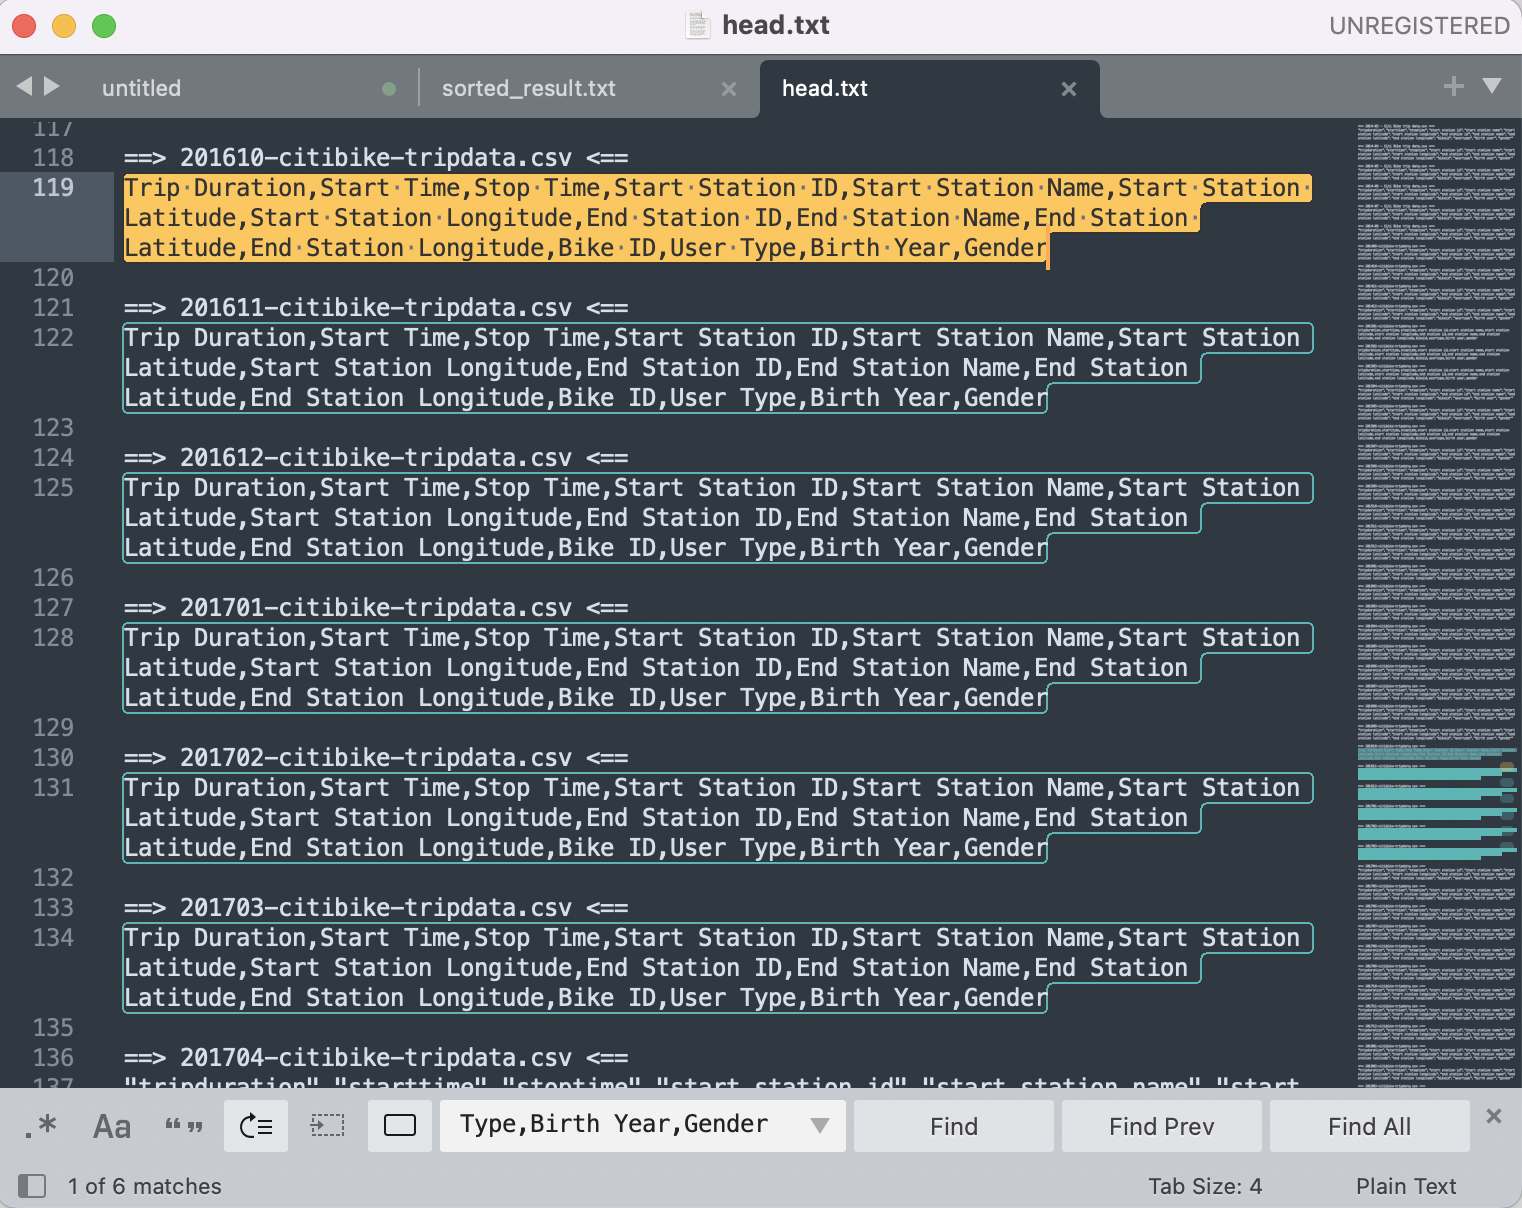 head.txt
UNREGISTERED
untitled
sorted_result.txt
head.txt
117
118 ==> 201610-citibike-tripdata.csv <==
119 Trip Duration,Start Time,Stop Time,Start Station ID,Start Station Name,Start Station
Latitude,Start Station Longitude,End Station ID,End Station Name,End Station
Latitude,End Station Longitude,Bike ID,User Type,Birth Year,Gender
120
121 ==> 201611-citibike-tripdata.csv <==
122 Trip Duration,Start Time,Stop Time,Start Station ID,Start Station Name,Start Station
Latitude,Start Station Longitude,End Station ID,End Station Name,End Station
Latitude,End Station Longitude,Bike ID,User Type,Birth Year,Gender
123
124 ==> 201612-citibike-tripdata.csv <==
125 Trip Duration,Start Time,Stop Time,Start Station ID,Start Station Name,Start Station
Latitude,Start Station Longitude,End Station ID,End Station Name,End Station
Latitude,End Station Longitude,Bike ID,User Type,Birth Year,Gender
126
127 ==> 201701-citibike-tripdata.csv <==
128 Trip Duration,Start Time,Stop Time,Start Station ID,Start Station Name,Start Station
Latitude,Start Station Longitude,End Station ID,End Station Name,End Station
Latitude,End Station Longitude,Bike ID,User Type,Birth Year,Gender
129
130 ==> 201702-citibike-tripdata.csv <==
131 Trip Duration,Start Time,Stop Time,Start Station ID,Start Station Name,Start Station
Latitude,Start Station Longitude,End Station ID,End Station Name,End Station
Latitude,End Station Longitude,Bike ID,User Type,Birth Year,Gender
132
133 ==> 201703-citibike-tripdata.csv <==
134 Trip Duration,Start Time,Stop Time,Start Station ID,Start Station Name,Start Station
Latitude,Start Station Longitude,End Station ID,End Station Name,End Station
Latitude,End Station Longitude,Bike ID,User Type,Birth Year,Gender
135
136 ==> 201704-citibike-tripdata.csv <==
137 "tripduration","starttime","stoptime","start station id","start station name","start
.* Aa “” Type,Birth Year,Gender Find Find Prev Find All
1 of 6 matches Tab Size: 4 Plain Text